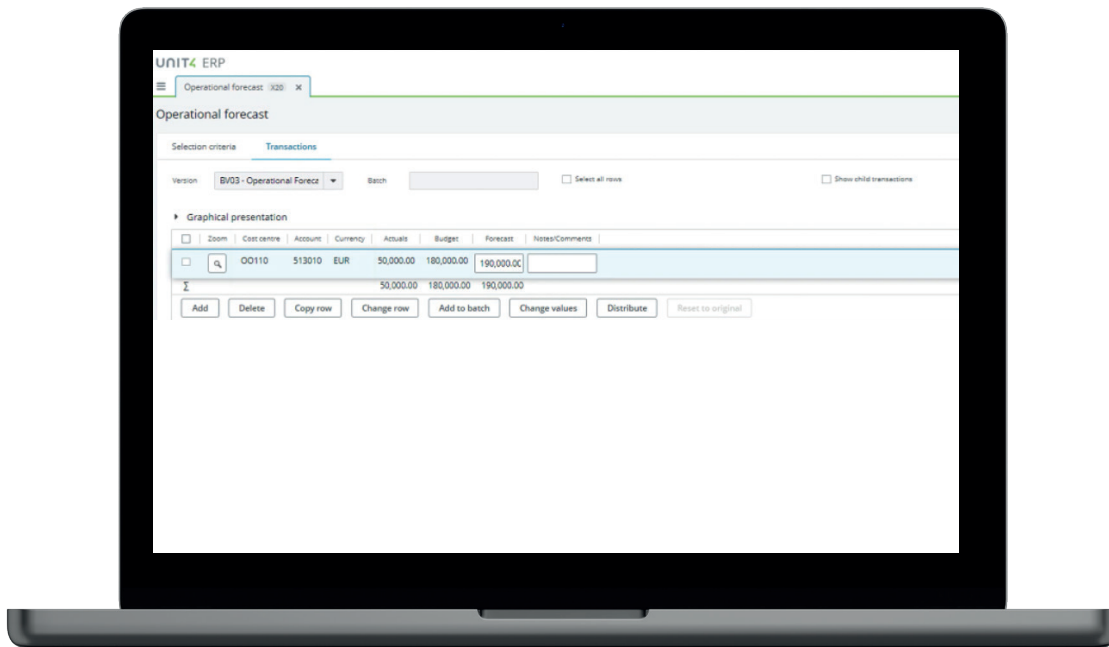 UNIT4 ERP
Operational forecast X20 ×
Operational forecast
Selection criteria Transactions
Version BV03 - Operational Foreca Batch Select all rows Show child transactions
Graphical presentation
Zoom Cost centre Account Currency Actuals Budget Forecast Notes/Comments
OO110 513010 EUR 50,000.00 180,000.00 190,000.00
Σ 50,000.00 180,000.00 190,000.00
Add Delete Copy row Change row Add to batch Change values Distribute Reset to original